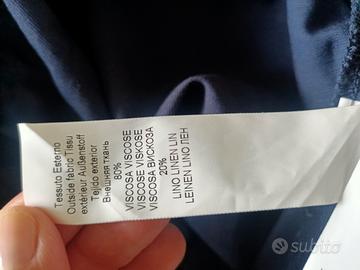 Tessuto Esterno
Outside fabric Tissu
extérieur Außenstoff
Tejido exterior
Внешняя ткань
80%
VISCOSA VISCOSE
VISCOSE VISKOSE
VISCOSA ВИСКОЗА
20%
LINO LINEN LIN
LEINEN LINO ЛЕН
subito